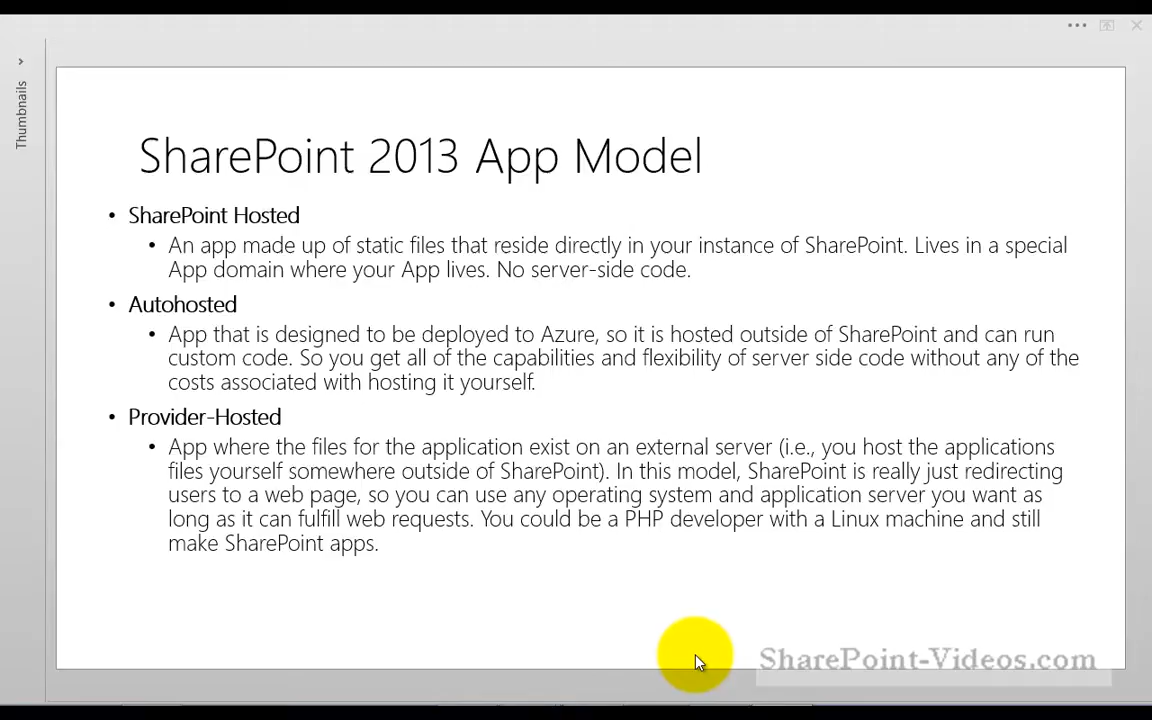 Thumbnails
SharePoint 2013 App Model
• SharePoint Hosted
• An app made up of static files that reside directly in your instance of SharePoint. Lives in a special
App domain where your App lives. No server-side code.
• Autohosted
• App that is designed to be deployed to Azure, so it is hosted outside of SharePoint and can run
custom code. So you get all of the capabilities and flexibility of server side code without any of the
costs associated with hosting it yourself.
• Provider-Hosted
• App where the files for the application exist on an external server (i.e., you host the applications
files yourself somewhere outside of SharePoint). In this model, SharePoint is really just redirecting
users to a web page, so you can use any operating system and application server you want as
long as it can fulfill web requests. You could be a PHP developer with a Linux machine and still
make SharePoint apps.
SharePoint-Videos.com